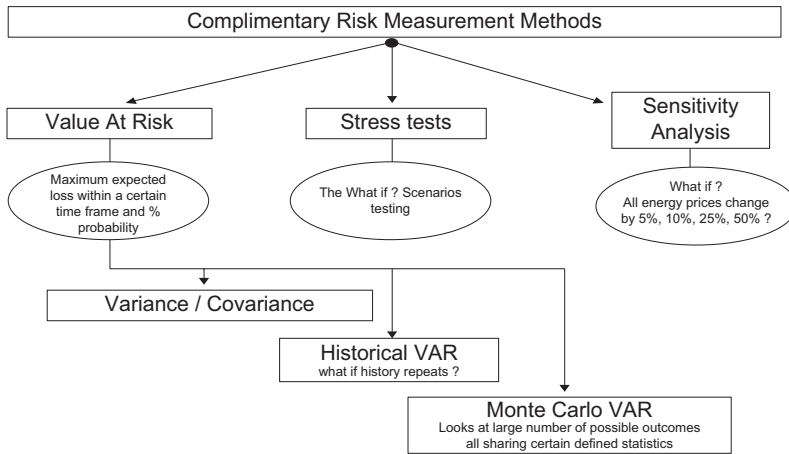 Complimentary Risk Measurement Methods
Value At Risk
Stress tests
Sensitivity
Analysis
Maximum expected
loss within a certain
time frame and %
probability
The What if ? Scenarios
testing
What if ?
All energy prices change
by 5%, 10%, 25%, 50% ?
Variance / Covariance
Historical VAR
what if history repeats ?
Monte Carlo VAR
Looks at large number of possible outcomes
all sharing certain defined statistics